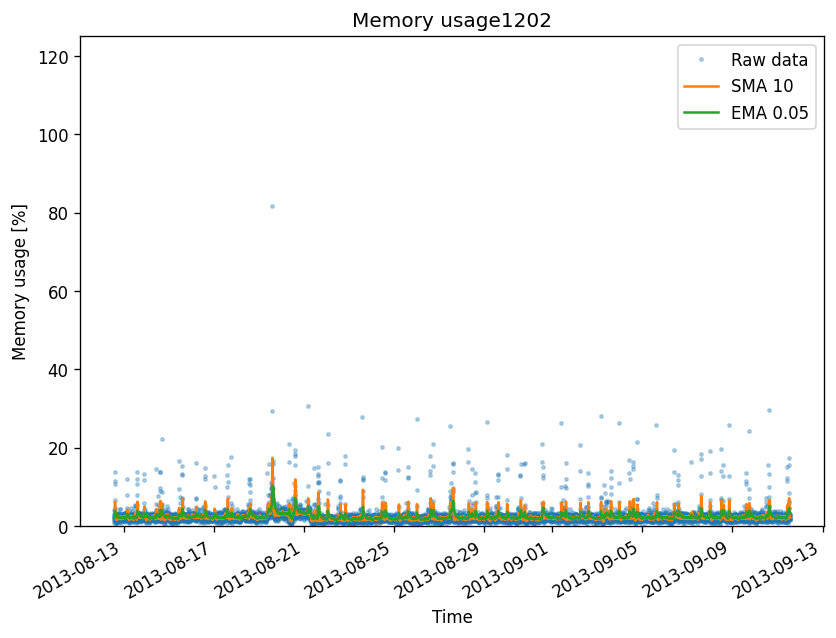 Memory usage1202
Raw data
SMA 10
EMA 0.05
Memory usage [%]
120
100
80
60
40
20
0
2013-08-13
2013-08-17
2013-08-21
2013-08-25
2013-08-29
2013-09-01
2013-09-05
2013-09-09
2013-09-13
Time